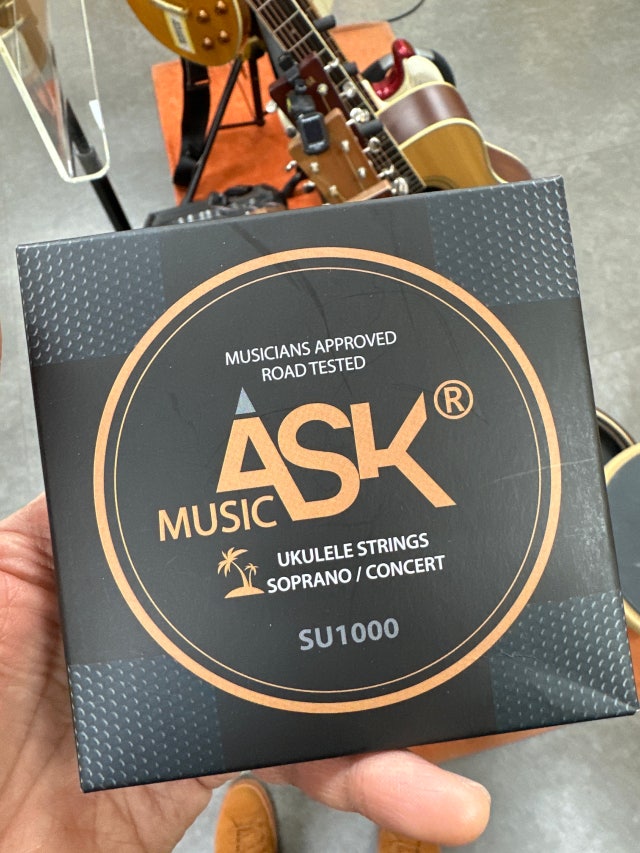 MUSICIANS APPROVED
ROAD TESTED
ASK®
MUSIC
UKULELE STRINGS
SOPRANO / CONCERT
SU1000